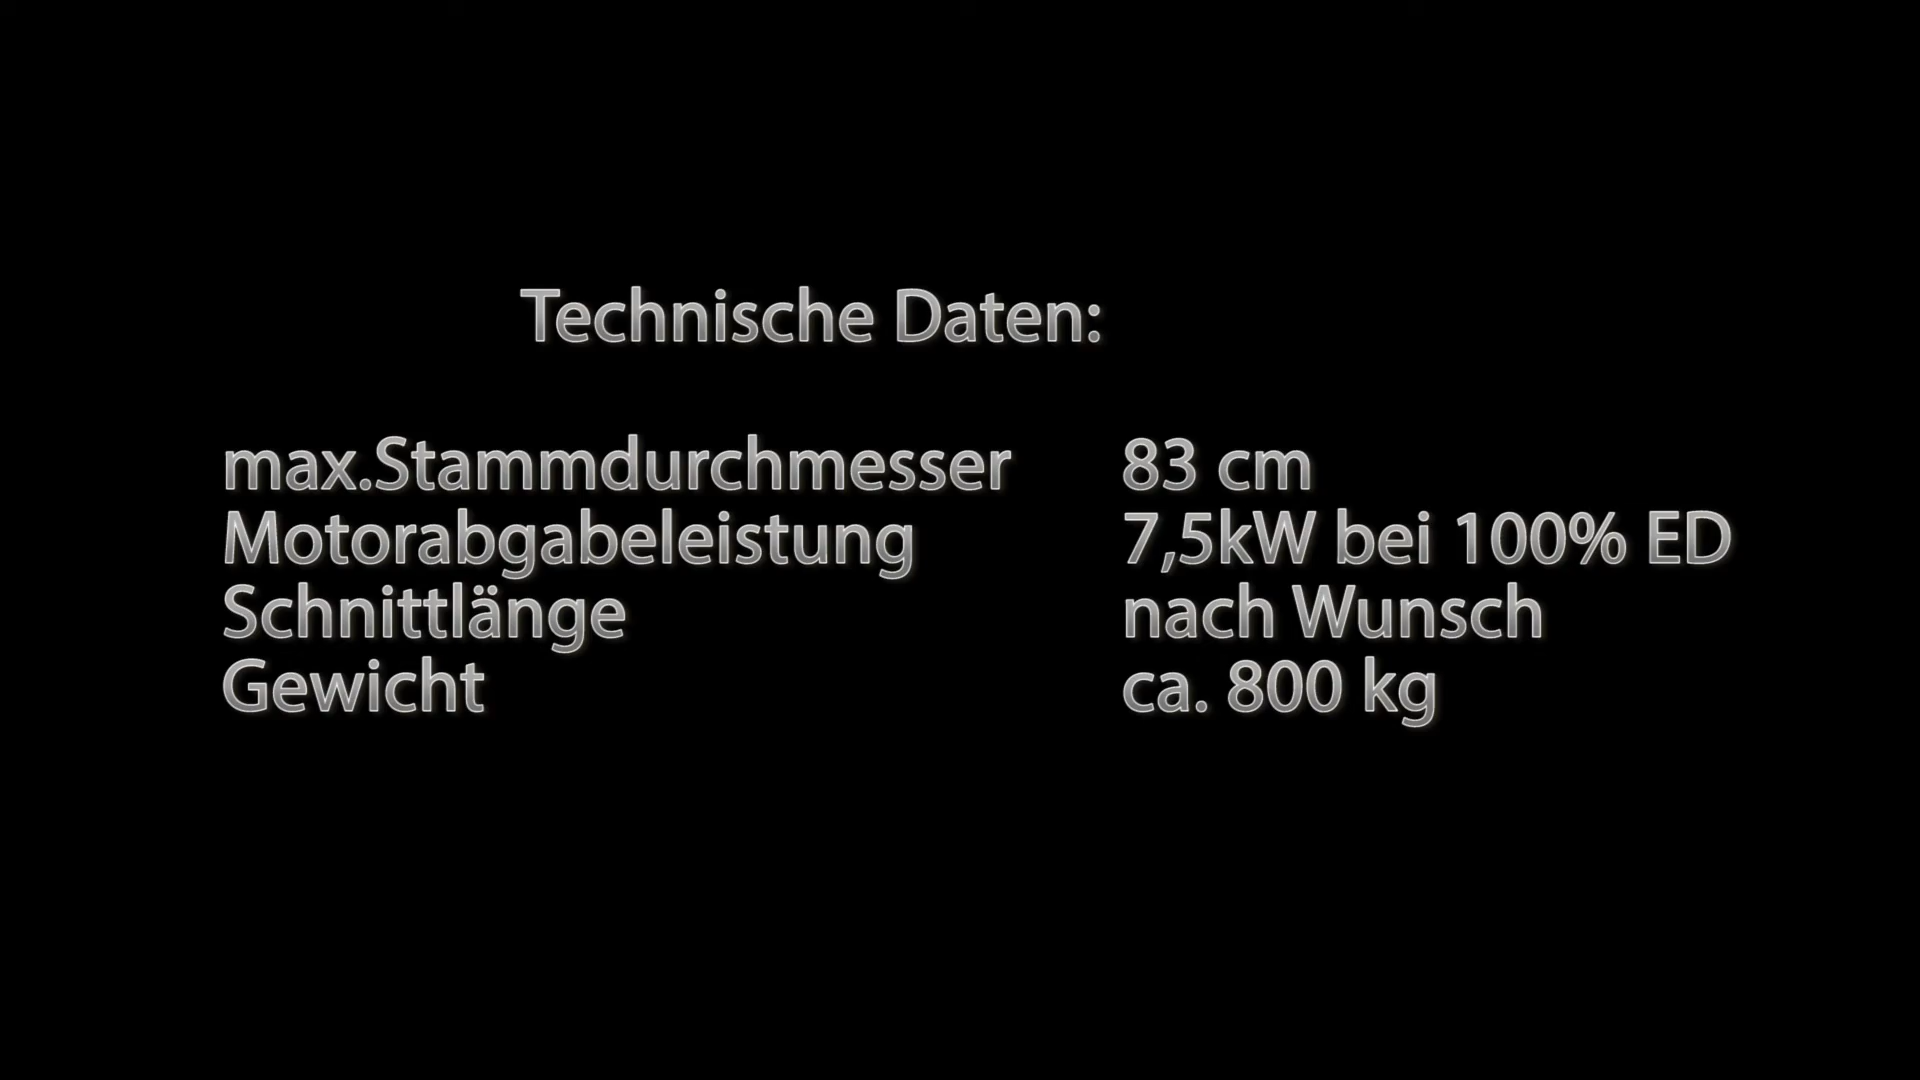 Technische Daten:
max.Stammdurchmesser 83 cm
Motorabgabeleistung 7,5kW bei 100% ED
Schnittlänge nach Wunsch
Gewicht ca. 800 kg